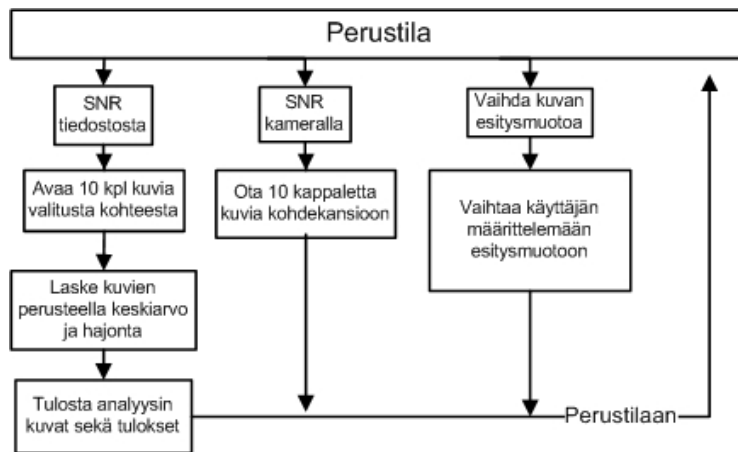 Perustila
SNR
tiedostosta
SNR
kameralla
Vaihda kuvan
esitysmuotoa
Avaa 10 kpl kuvia
valitusta kohteesta
Ota 10 kappaletta
kuvia kohdekansioon
Vaihtaa käyttäjän
määrittelemään
esitysmuotoon
Laske kuvien
perusteella keskiarvo
ja hajonta
Tulosta analyysin
kuvat sekä tulokset
Perustilaan